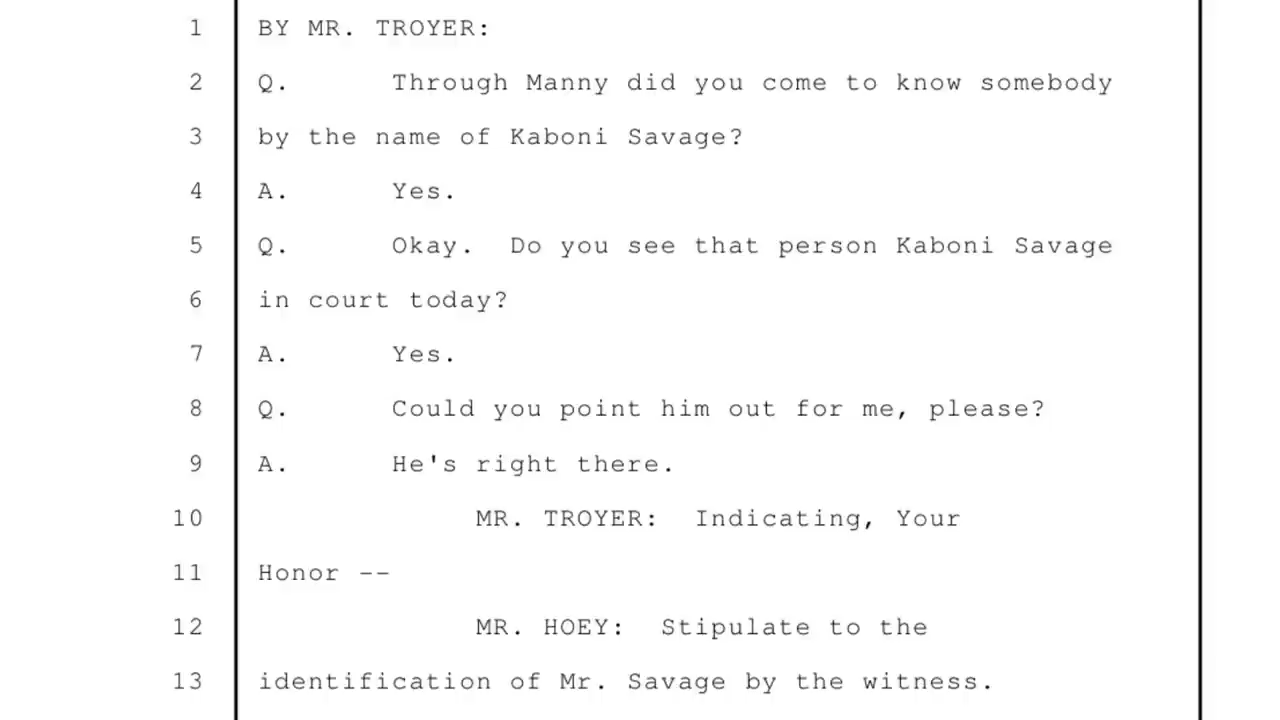 1 BY MR. TROYER:
2 Q. Through Manny did you come to know somebody
3 by the name of Kaboni Savage?
4 A. Yes.
5 Q. Okay. Do you see that person Kaboni Savage
6 in court today?
7 A. Yes.
8 Q. Could you point him out for me, please?
9 A. He's right there.
10 MR. TROYER: Indicating, Your
11 Honor --
12 MR. HOEY: Stipulate to the
13 identification of Mr. Savage by the witness.